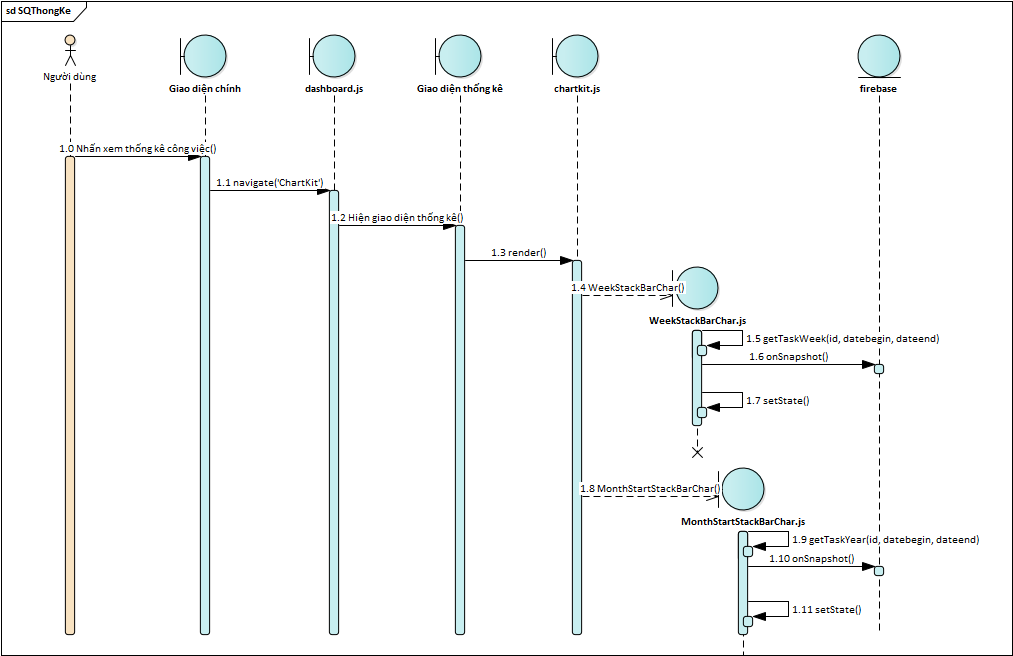 sd SQThongKe
Người dùng
Giao diện chính
dashboard.js
Giao diện thống kê
chartkit.js
firebase
1.0 Nhấn xem thống kê công việc()
1.1 navigate('ChartKit')
1.2 Hiện giao diện thống kê()
1.3 render()
1.4 WeekStackBarChar()
WeekStackBarChar.js
1.5 getTaskWeek(id, datebegin, dateend)
1.6 onSnapshot()
1.7 setState()
1.8 MonthStartStackBarChar()
MonthStartStackBarChar.js
1.9 getTaskYear(id, datebegin, dateend)
1.10 onSnapshot()
1.11 setState()